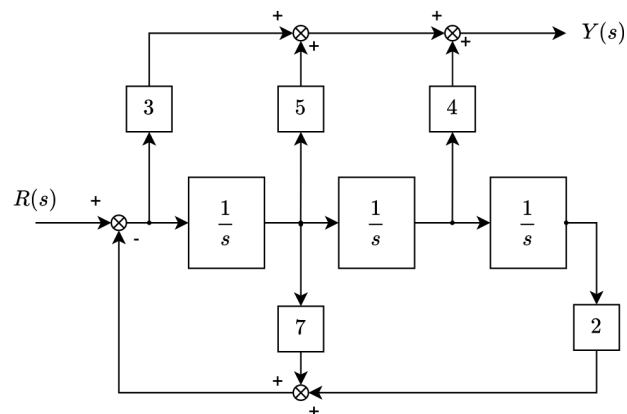 + + Y(s)
+ +
3 5 4
R(s) + 1/s 1/s 1/s
-
7 2
+
+